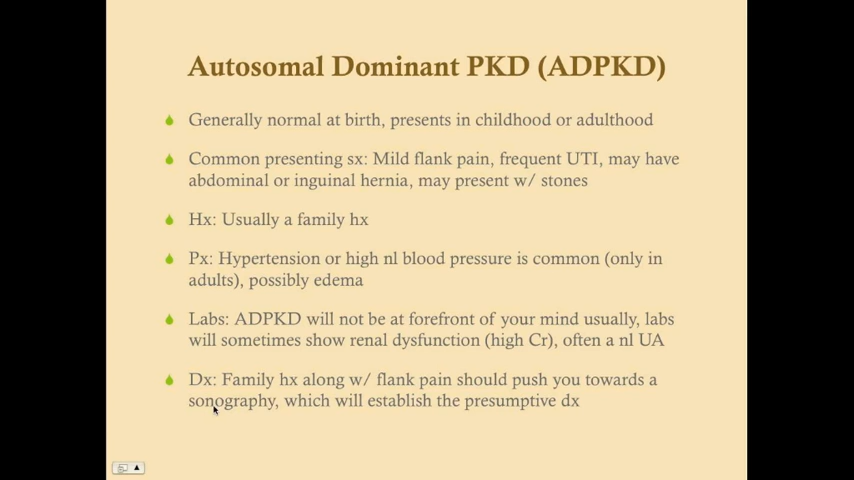 Autosomal Dominant PKD (ADPKD)
Generally normal at birth, presents in childhood or adulthood
Common presenting sx: Mild flank pain, frequent UTI, may have
abdominal or inguinal hernia, may present w/ stones
Hx: Usually a family hx
Px: Hypertension or high nl blood pressure is common (only in
adults), possibly edema
Labs: ADPKD will not be at forefront of your mind usually, labs
will sometimes show renal dysfunction (high Cr), often a nl UA
Dx: Family hx along w/ flank pain should push you towards a
sonography, which will establish the presumptive dx